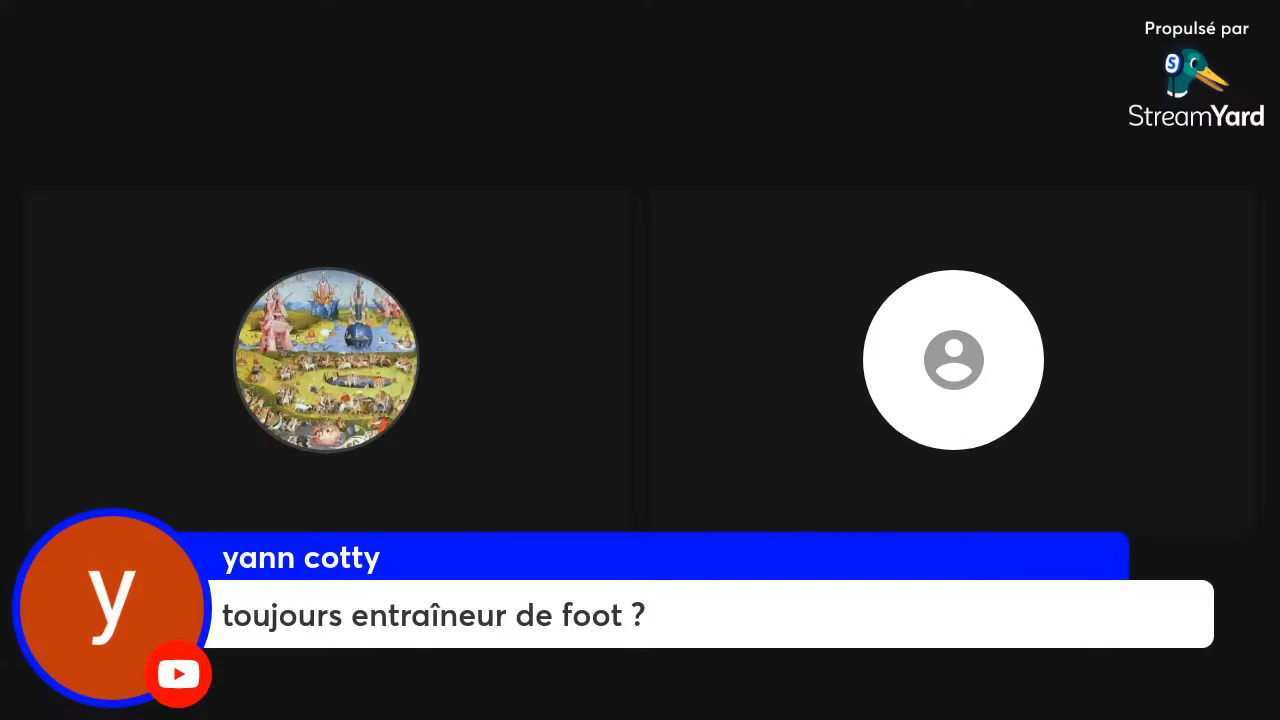 Propulsé par
S
StreamYard
yann cotty
y
toujours entraîneur de foot ?